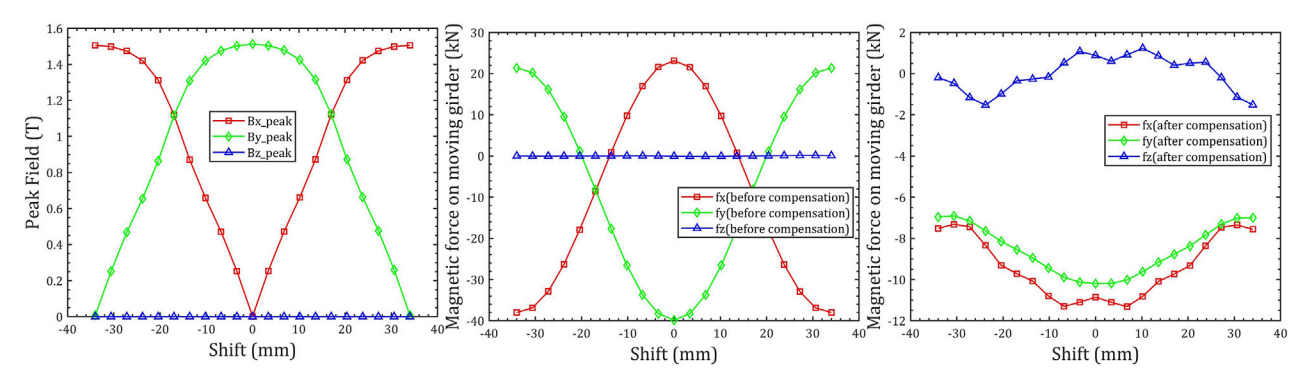 Peak Field (T)
1.6
1.4
1.2
1
0.8
0.6
0.4
0.2
0
Bx_peak
By_peak
Bz_peak
-40 -30 -20 -10 0 10 20 30 40
Shift (mm)
Magnetic force on moving girder (kN)
30
20
10
0
-10
-20
-30
-40
fx(before compensation)
fy(before compensation)
fz(before compensation)
-40 -30 -20 -10 0 10 20 30 40
Shift (mm)
Magnetic force on moving girder (kN)
2
0
-2
-4
-6
-8
-10
-12
fx(after compensation)
fy(after compensation)
fz(after compensation)
-40 -30 -20 -10 0 10 20 30 40
Shift (mm)